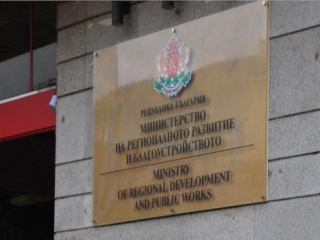 РЕПУБЛИКА БЪЛГАРИЯ
МИНИСТЕРСТВО
НА РЕГИОНАЛНОТО РАЗВИТИЕ
И БЛАГОУСТРОЙСТВОТО
MINISTRY
OF REGIONAL DEVELOPMENT
AND PUBLIC WORKS